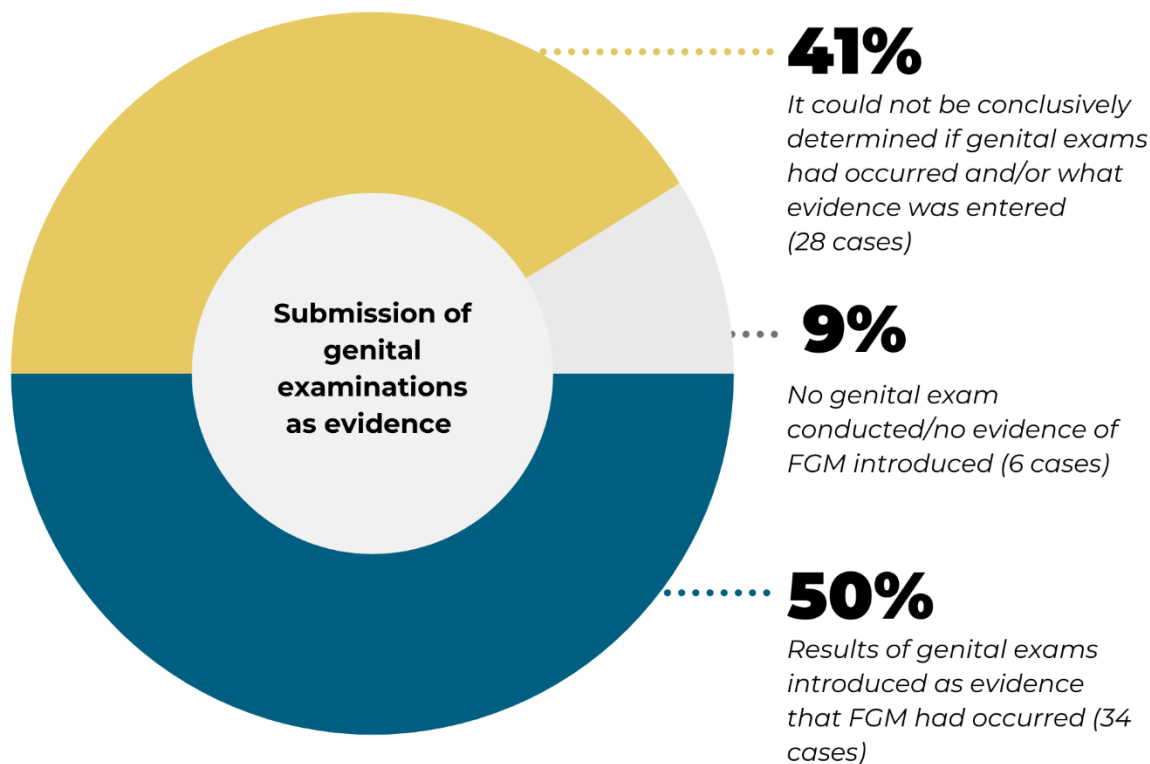 Submission of
genital
examinations
as evidence
41%
It could not be conclusively
determined if genital exams
had occurred and/or what
evidence was entered
(28 cases)
9%
No genital exam
conducted/no evidence of
FGM introduced (6 cases)
50%
Results of genital exams
introduced as evidence
that FGM had occurred (34
cases)